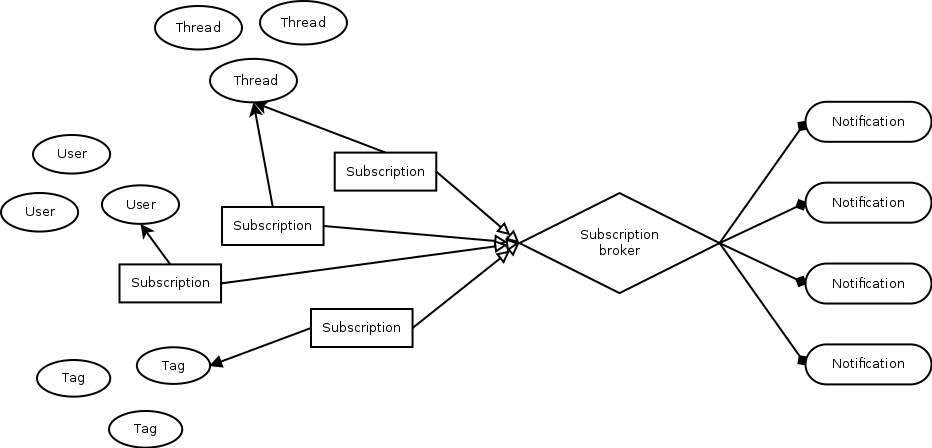 Thread
Thread
Thread
Notification
User
Subscription
User
User
Notification
Subscription
Subscription
broker
Subscription
Notification
Subscription
Tag
Notification
Tag
Tag